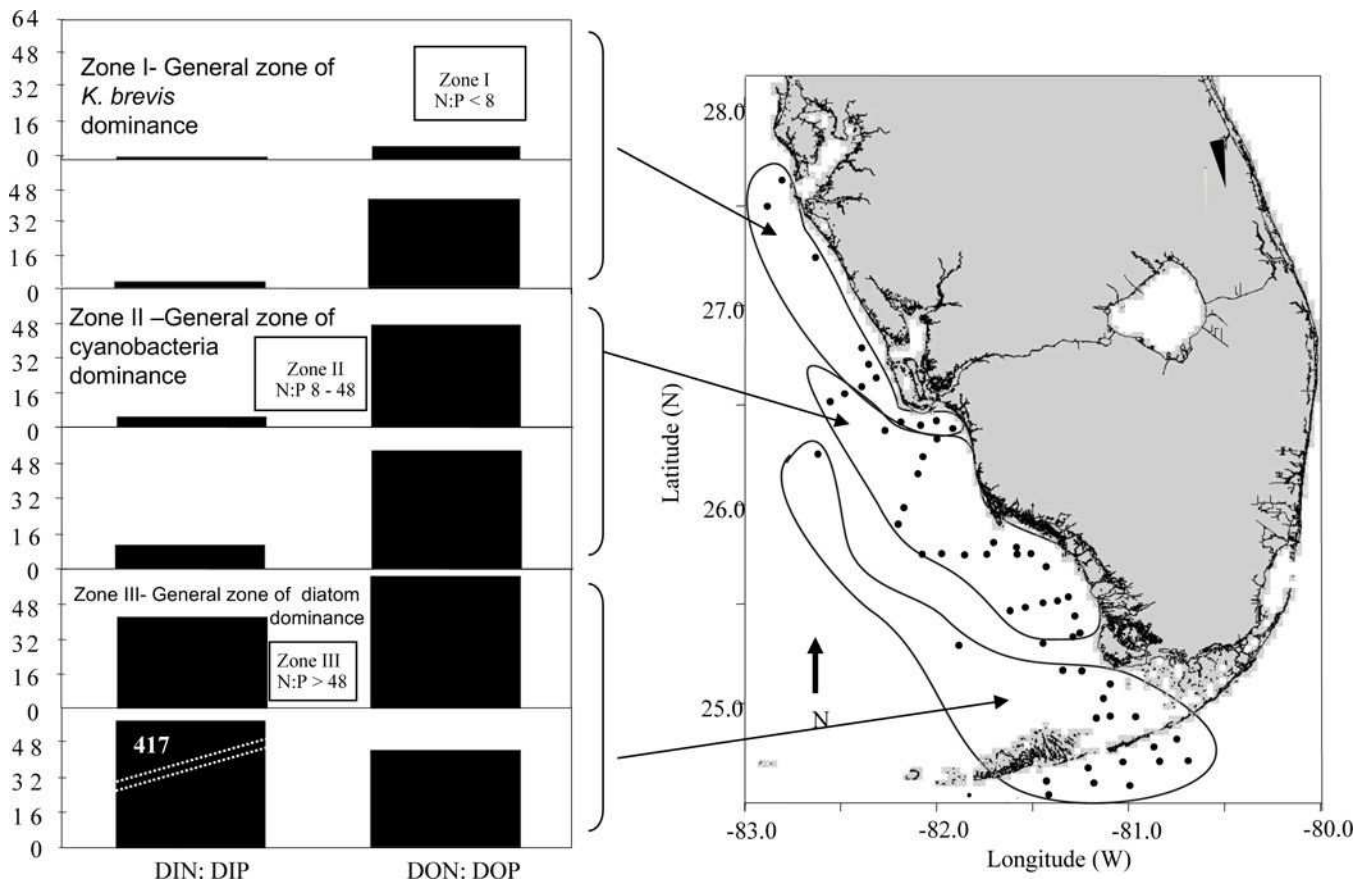 64
48
32
16
0
Zone I- General zone of
K. brevis
dominance
Zone I
N:P < 8
48
32
16
0
Zone II –General zone of
cyanobacteria
dominance
Zone II
N:P 8 - 48
48
32
16
0
48
32
16
0
Zone III- General zone of diatom
dominance
Zone III
N:P > 48
48
32
16
0
417
48
32
16
0
DIN: DIP
DON: DOP
Latitude (N)
28.0
27.0
26.0
25.0
N
-83.0
-82.0
-81.0
-80.0
Longitude (W)